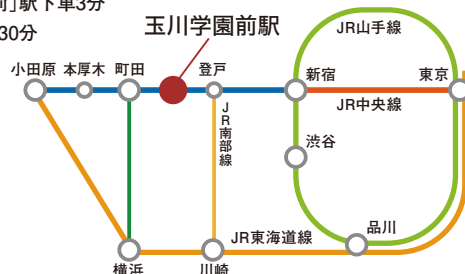 前」駅下車3分
30分
玉川学園前駅
JR山手線
小田原
本厚木
町田
登戸
新宿
東京
JR中央線
JR南部線
渋谷
品川
JR東海道線
横浜
川崎